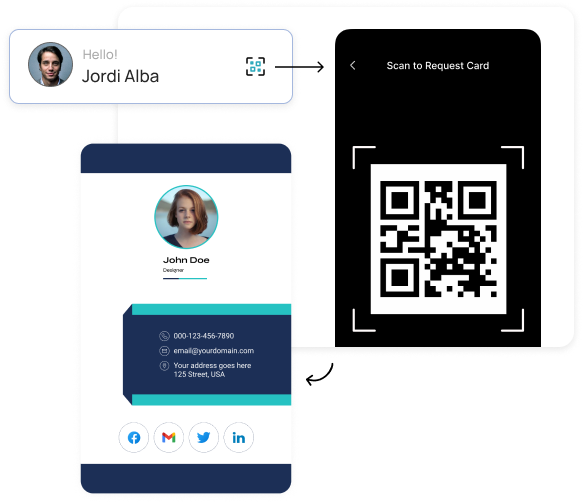 Hello!
Jordi Alba
Scan to Request Card
John Doe
Designer
000-123-456-7890
email@yourdomain.com
Your address goes here
125 Street, USA
in